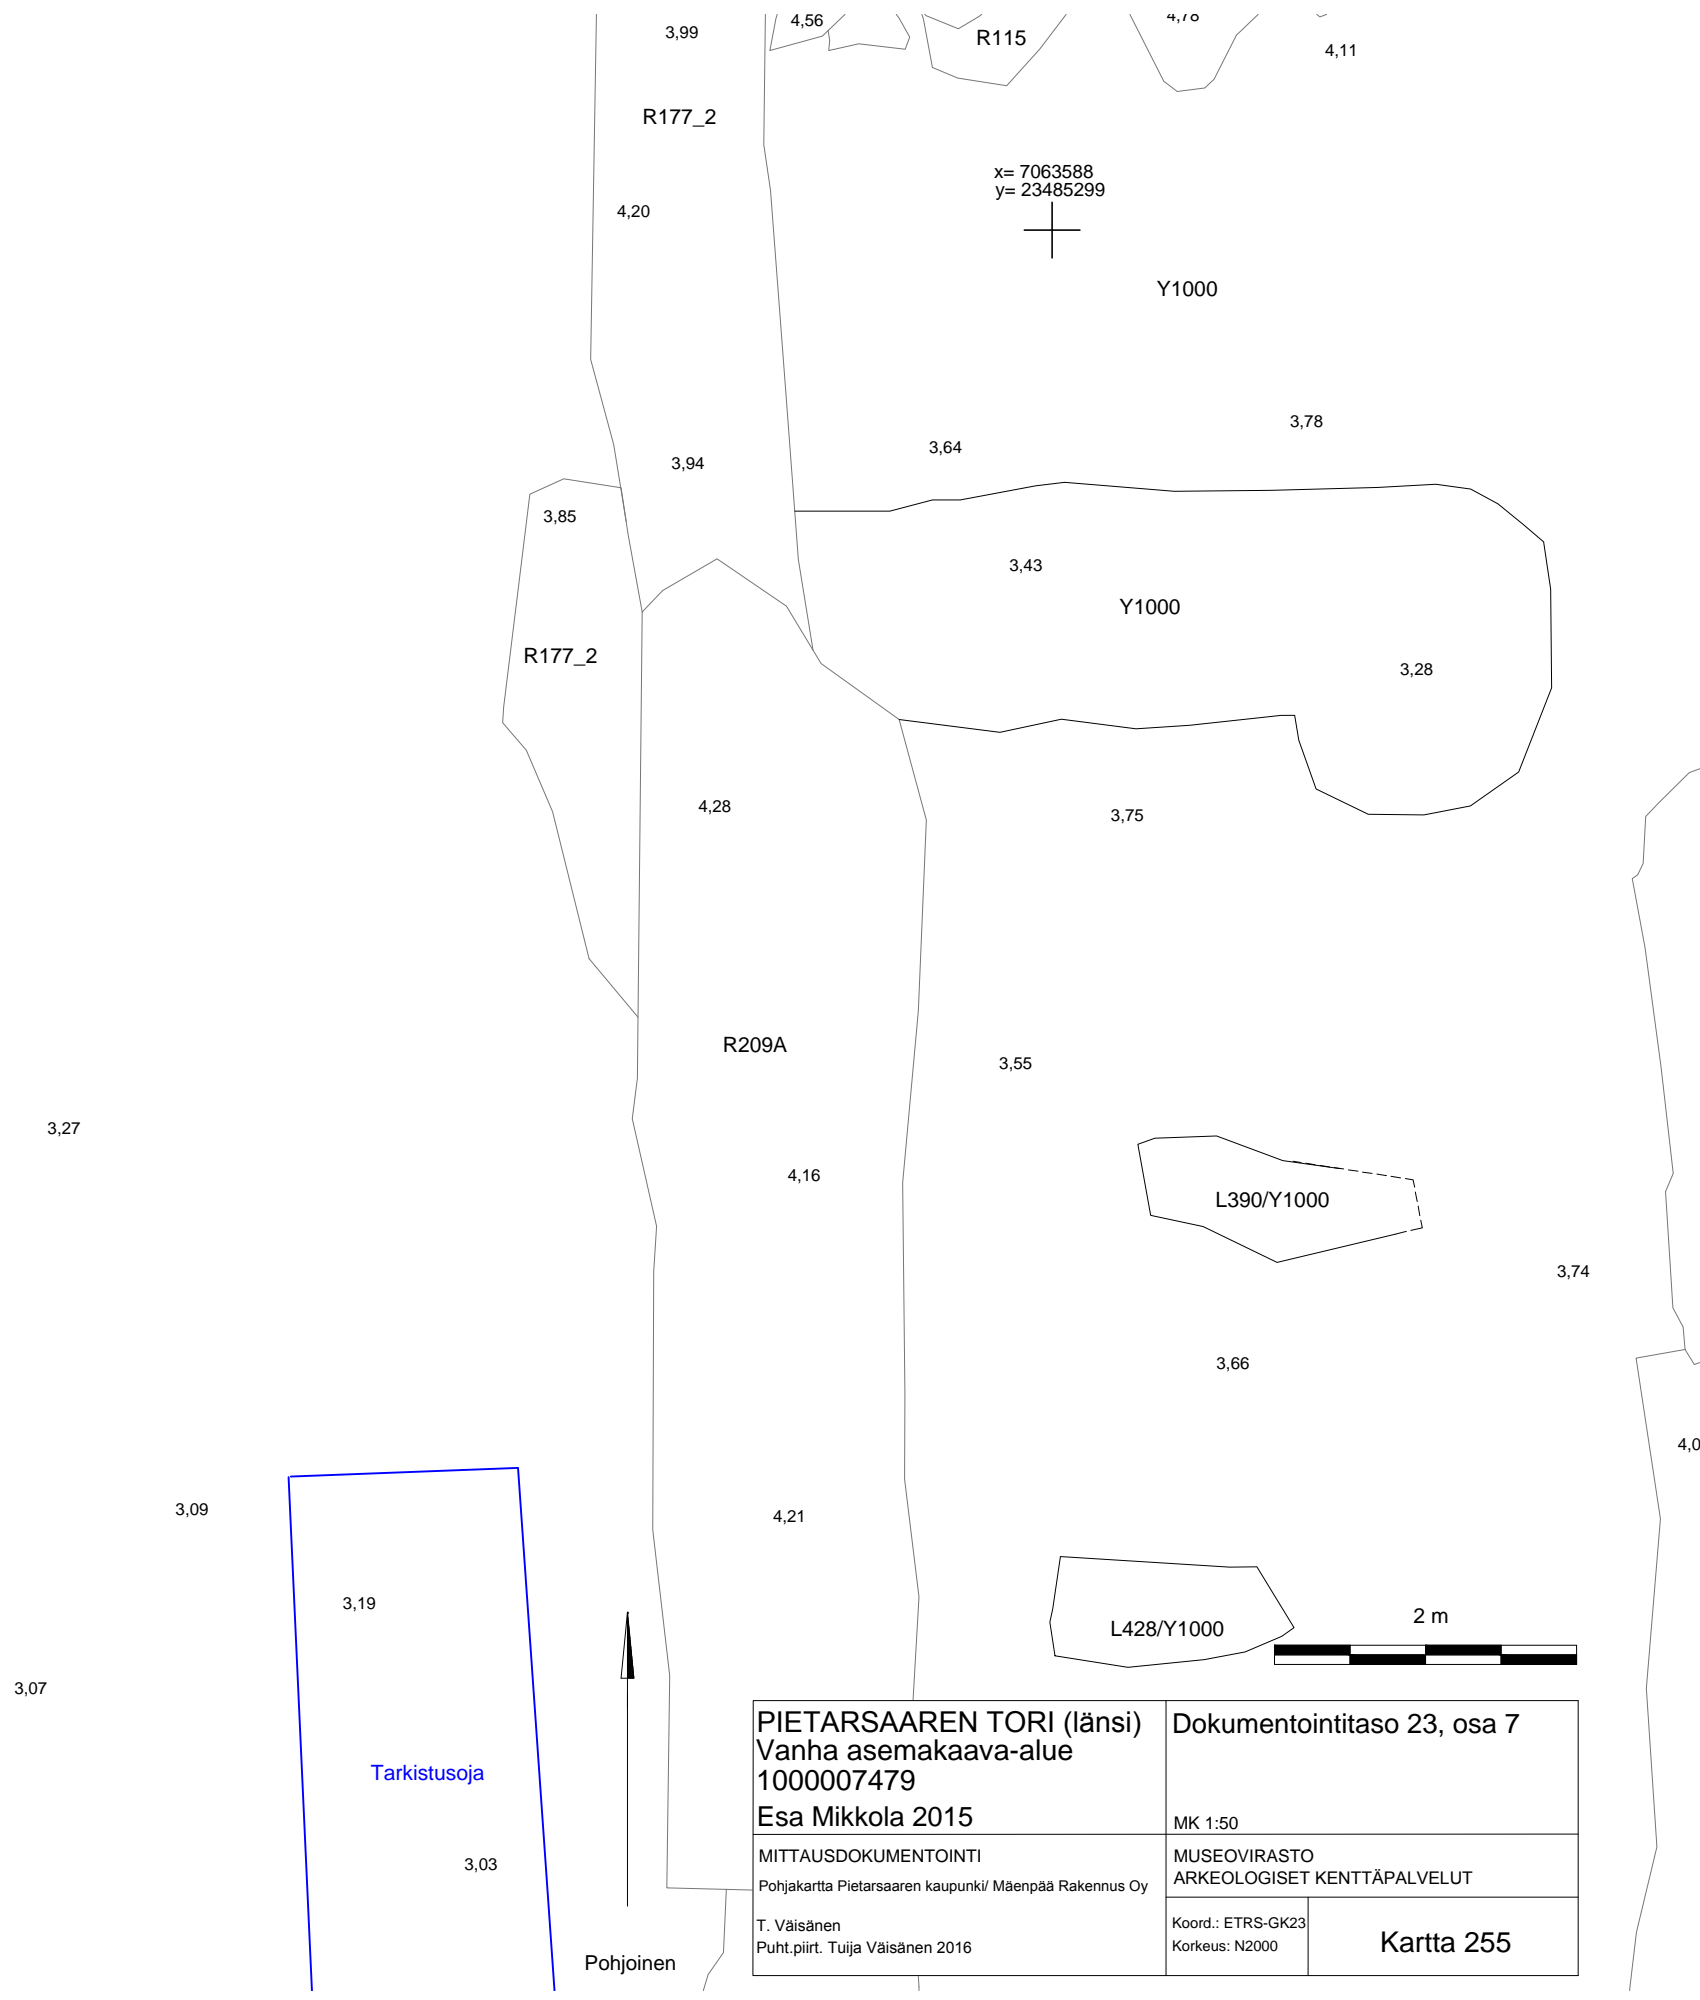 3,99
4,56
R115
4,78
4,11
R177_2
x= 7063588
y= 23485299
4,20
Y1000
3,78
3,64
3,94
3,85
3,43
Y1000
R177_2
3,28
4,28
3,75
R209A
3,55
3,27
4,16
L390/Y1000
3,74
3,66
4,0
3,09
4,21
3,19
2 m
L428/Y1000
3,07
Tarkistusoja
3,03
Pohjoinen
PIETARSAAREN TORI (länsi)
Vanha asemakaava-alue
1000007479
Esa Mikkola 2015
Dokumentointitaso 23, osa 7
MK 1:50
MITTAUSDOKUMENTOINTI
Pohjakartta Pietarsaaren kaupunki/ Mäenpää Rakennus Oy
T. Väisänen
Puht.piirt. Tuija Väisänen 2016
MUSEOVIRASTO
ARKEOLOGISET KENTTÄPALVELUT
Koord.: ETRS-GK23
Korkeus: N2000
Kartta 255